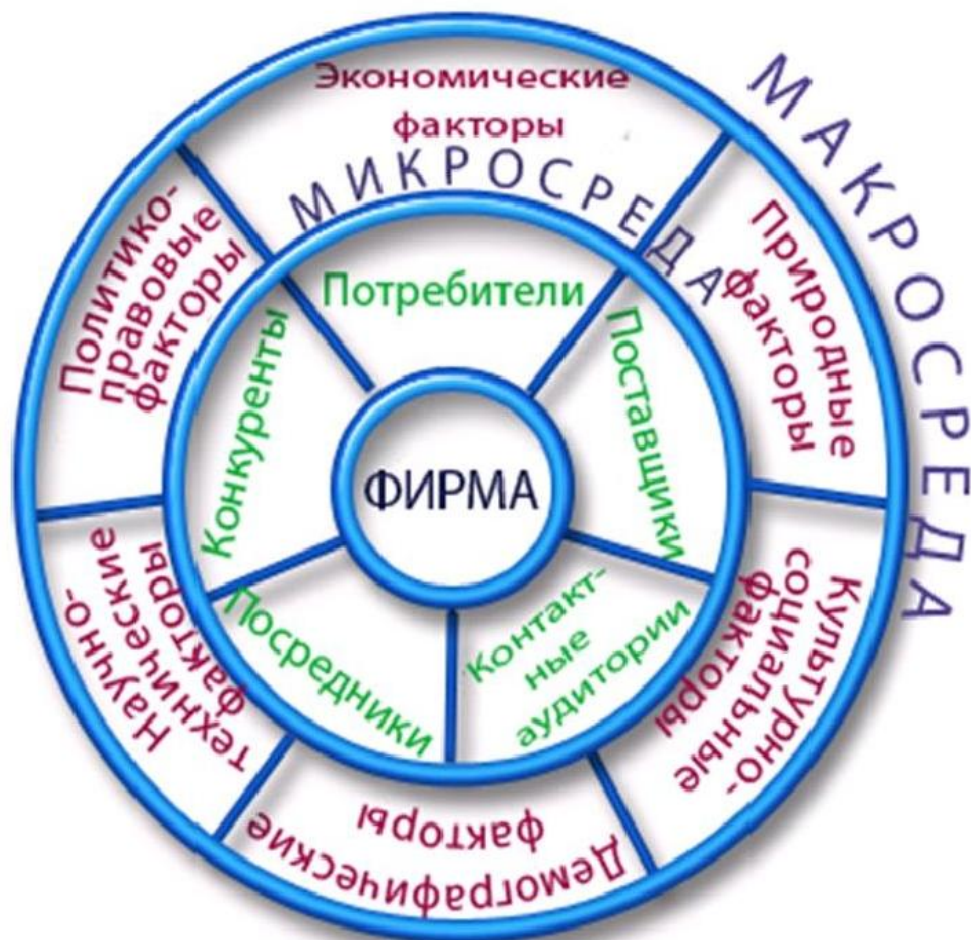 МАКРОСРЕДА
Экономические
факторы
МИКРОСРЕДА
Природные
факторы
Культурно-
социальные
факторы
Демографические
факторы
Научно-
технические
факторы
Политико-
правовые
факторы
Потребители
Поставщики
Контакт-
ные
аудитории
Посредники
Конкуренты
ФИРМА